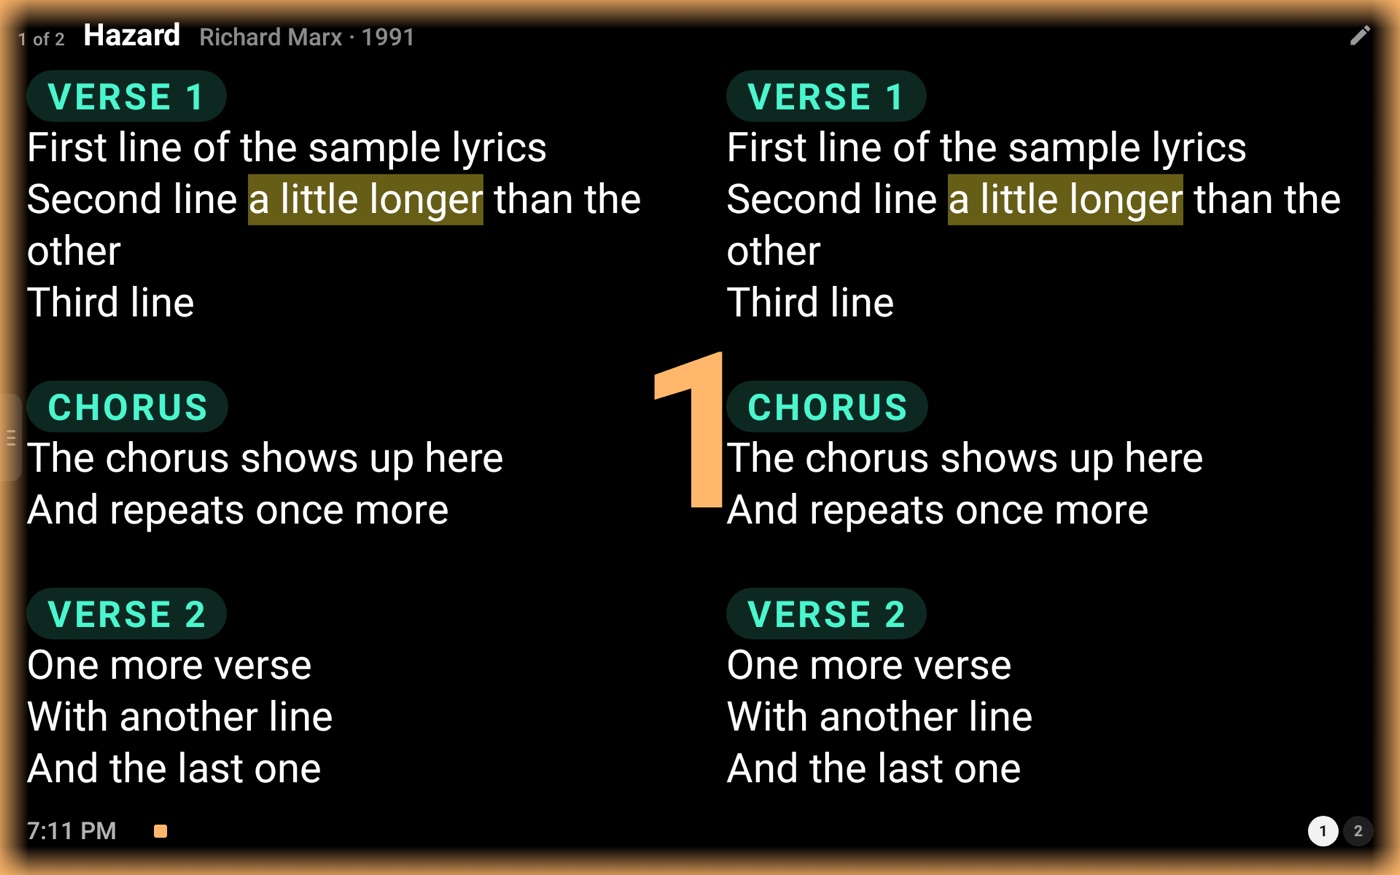 1 of 2 Hazard Richard Marx · 1991
VERSE 1
First line of the sample lyrics
Second line a little longer than the
other
Third line
CHORUS
The chorus shows up here
And repeats once more
VERSE 2
One more verse
With another line
And the last one
1
VERSE 1
First line of the sample lyrics
Second line a little longer than the
other
Third line
CHORUS
The chorus shows up here
And repeats once more
VERSE 2
One more verse
With another line
And the last one
7:11 PM
1 2